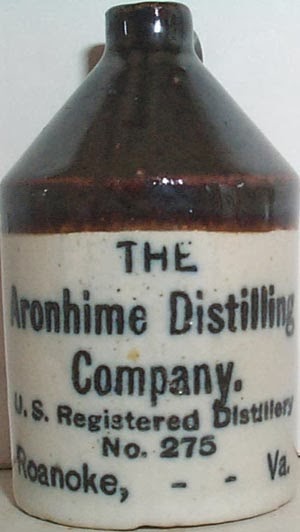 THE
Aronhime Distilling
Company.
U.S. Registered Distillery
No. 275
Roanoke, - - Va.